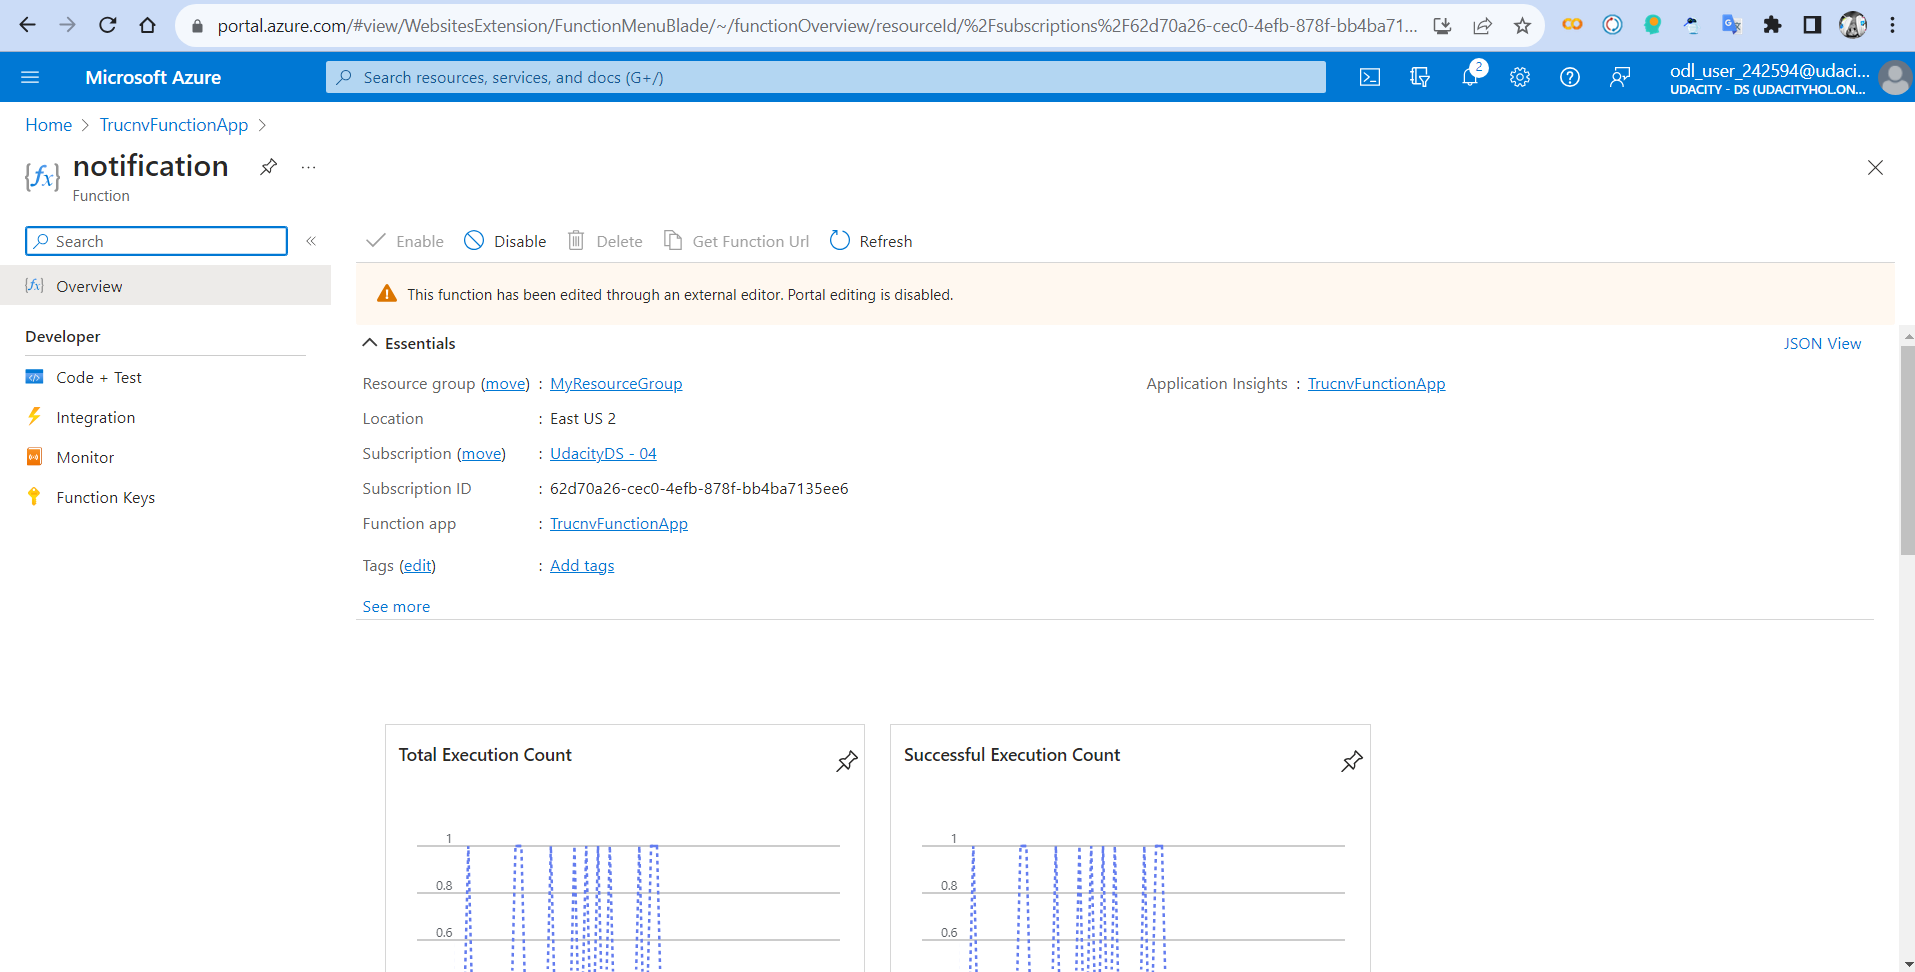 portal.azure.com/#view/WebsitesExtension/FunctionMenuBlade/~/functionOverview/resourceId/%2Fsubscriptions%2F62d70a26-cec0-4efb-878f-bb4ba71...
Microsoft Azure
Search resources, services, and docs (G+/)
2
odl_user_242594@udaci...
UDACITY - DS (UDACITYHOL.ON...
Home > TrucnvFunctionApp >
notification
...
Function
Search
«
Enable Disable Delete Get Function Url Refresh
Overview
This function has been edited through an external editor. Portal editing is disabled.
Developer
Code + Test
Integration
Monitor
Function Keys
Essentials
JSON View
Resource group (move) : MyResourceGroup
Application Insights : TrucnvFunctionApp
Location : East US 2
Subscription (move) : UdacityDS - 04
Subscription ID : 62d70a26-cec0-4efb-878f-bb4ba7135ee6
Function app : TrucnvFunctionApp
Tags (edit) : Add tags
See more
Total Execution Count
1
0.8
0.6
Successful Execution Count
1
0.8
0.6